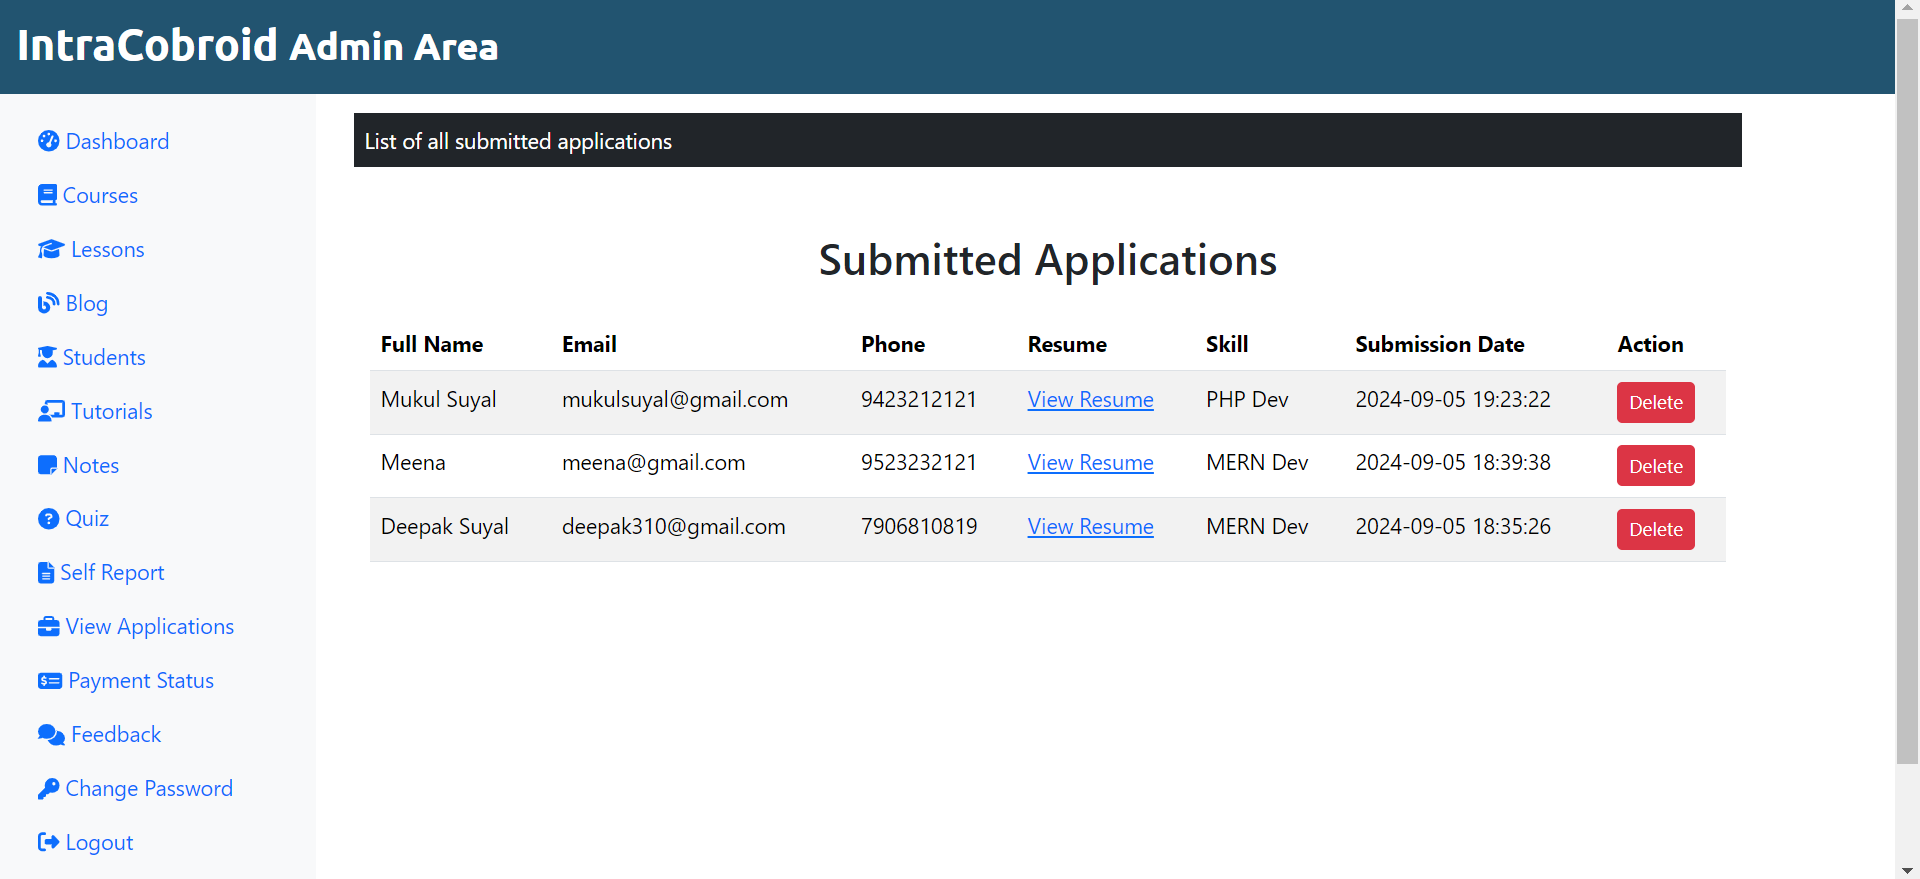 IntraCobroid Admin Area
Dashboard
Courses
Lessons
Blog
Students
Tutorials
Notes
Quiz
Self Report
View Applications
Payment Status
Feedback
Change Password
Logout
List of all submitted applications
Submitted Applications
Full Name Email Phone Resume Skill Submission Date Action
Mukul Suyal mukulsuyal@gmail.com 9423212121 View Resume PHP Dev 2024-09-05 19:23:22 Delete
Meena meena@gmail.com 9523232121 View Resume MERN Dev 2024-09-05 18:39:38 Delete
Deepak Suyal deepak310@gmail.com 7906810819 View Resume MERN Dev 2024-09-05 18:35:26 Delete